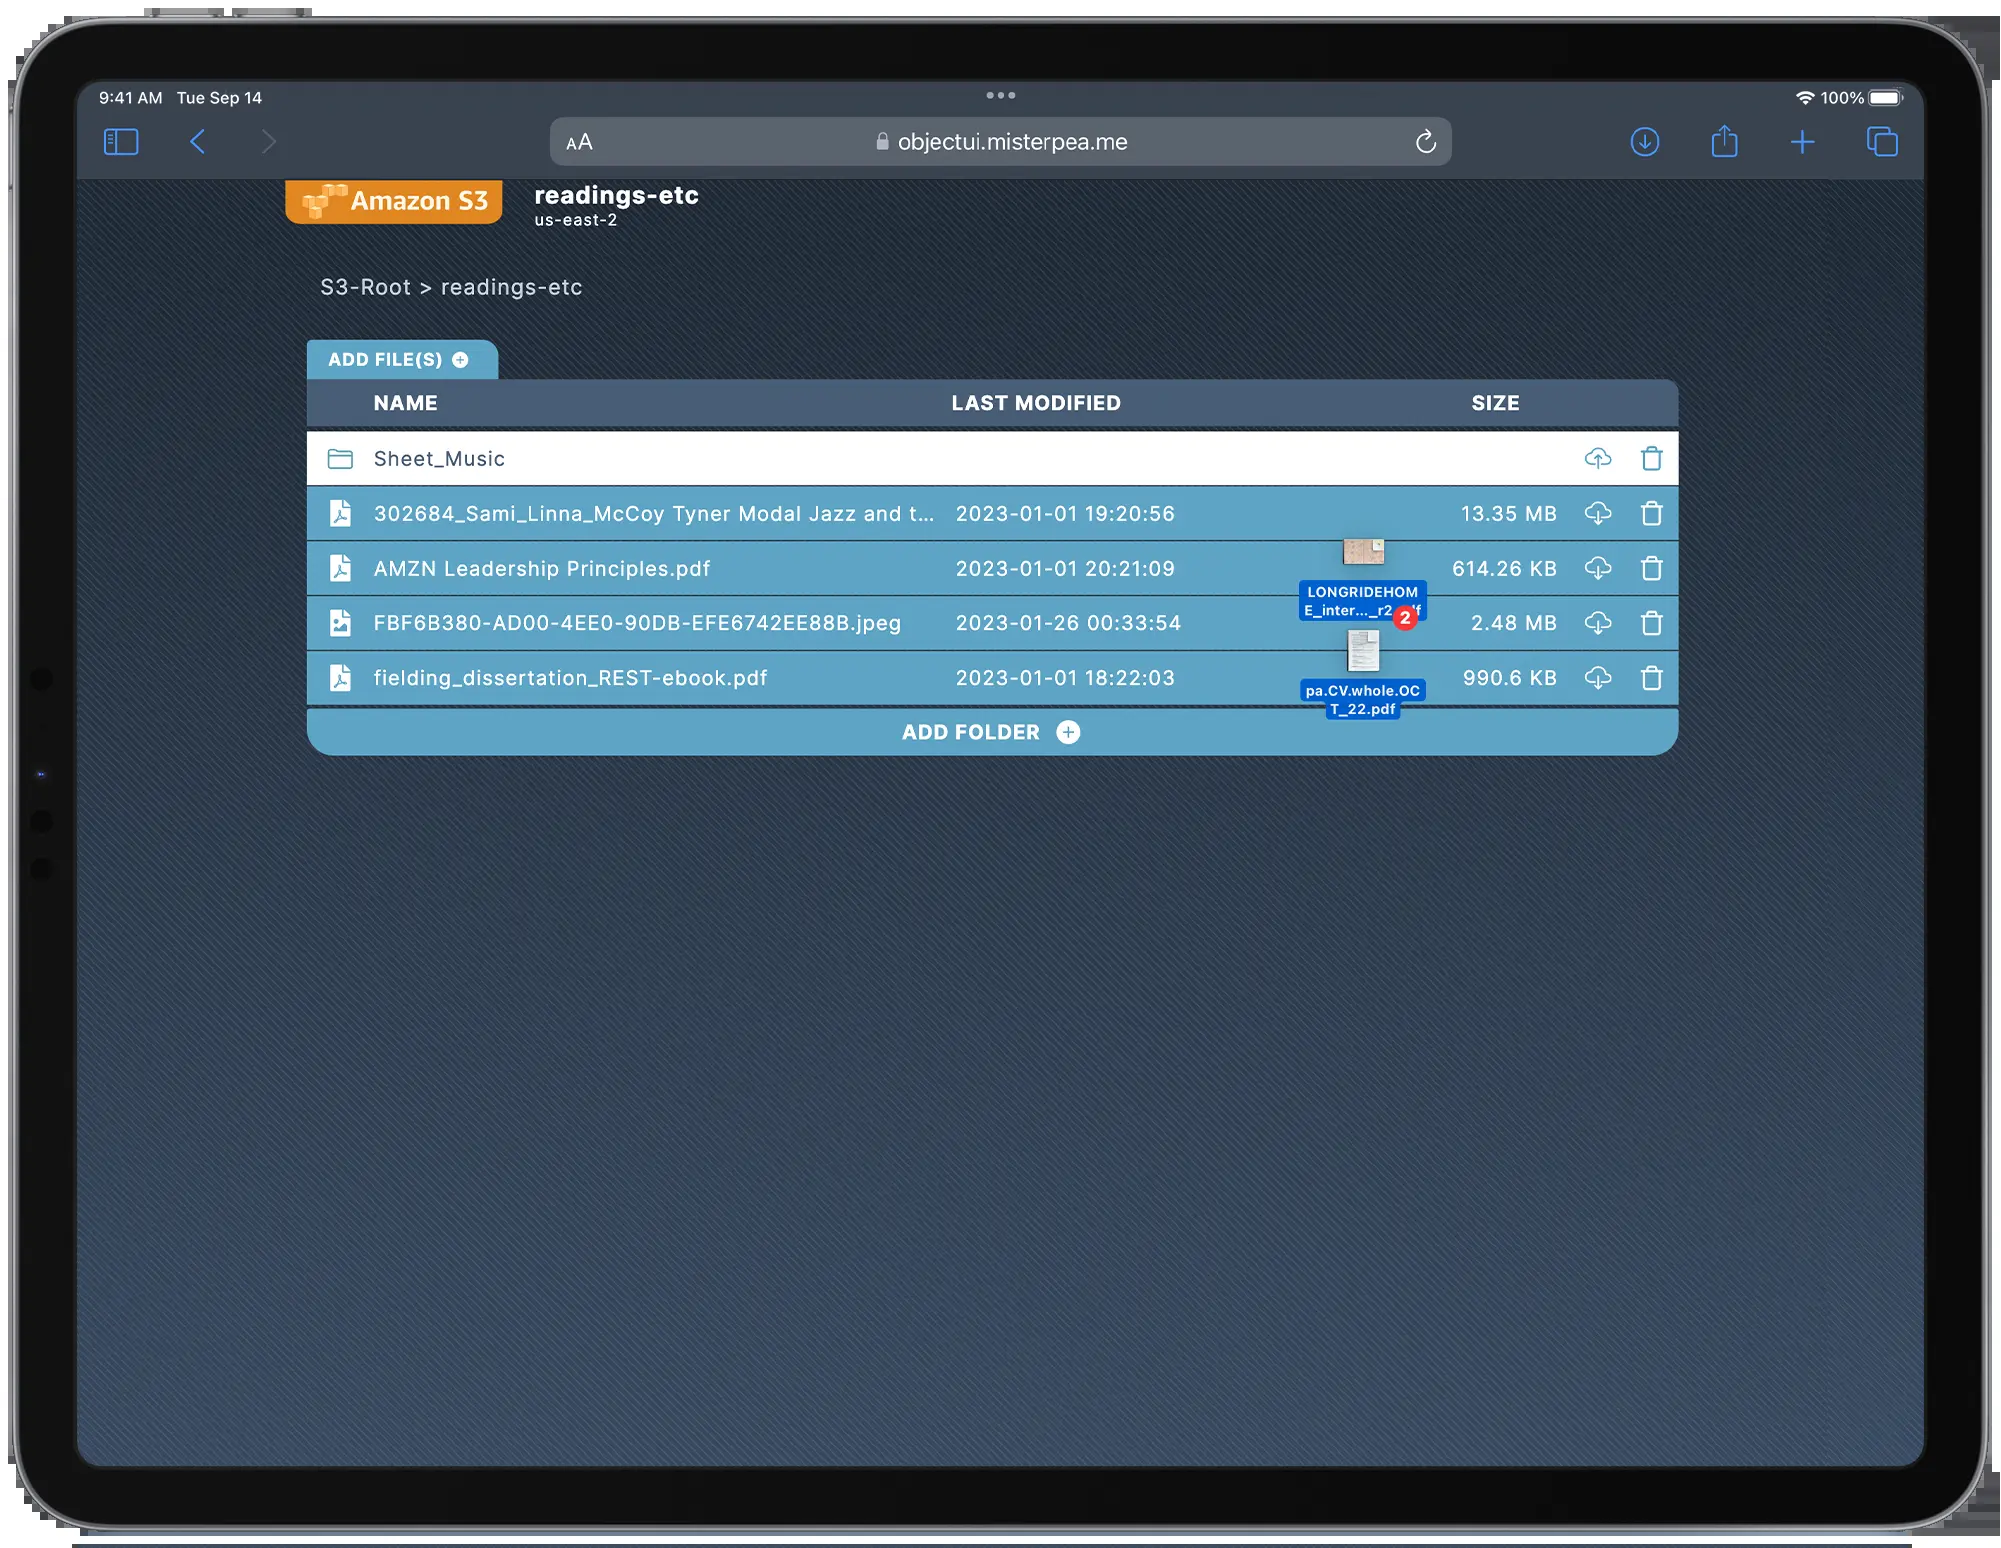 9:41 AM Tue Sep 14
100%
AA
objectui.misterpea.me
Amazon S3
readings-etc
us-east-2
S3-Root > readings-etc
ADD FILE(S)
NAME LAST MODIFIED SIZE
Sheet_Music
302684_Sami_Linna_McCoy Tyner Modal Jazz and t... 2023-01-01 19:20:56 13.35 MB
AMZN Leadership Principles.pdf 2023-01-01 20:21:09 614.26 KB
LONGRIDEHOM
E_inter..._r2
2
FBF6B380-AD00-4EE0-90DB-EFE6742EE88B.jpeg 2023-01-26 00:33:54 2.48 MB
fielding_dissertation_REST-ebook.pdf 2023-01-01 18:22:03 990.6 KB
pa.CV.whole.OC
T_22.pdf
ADD FOLDER